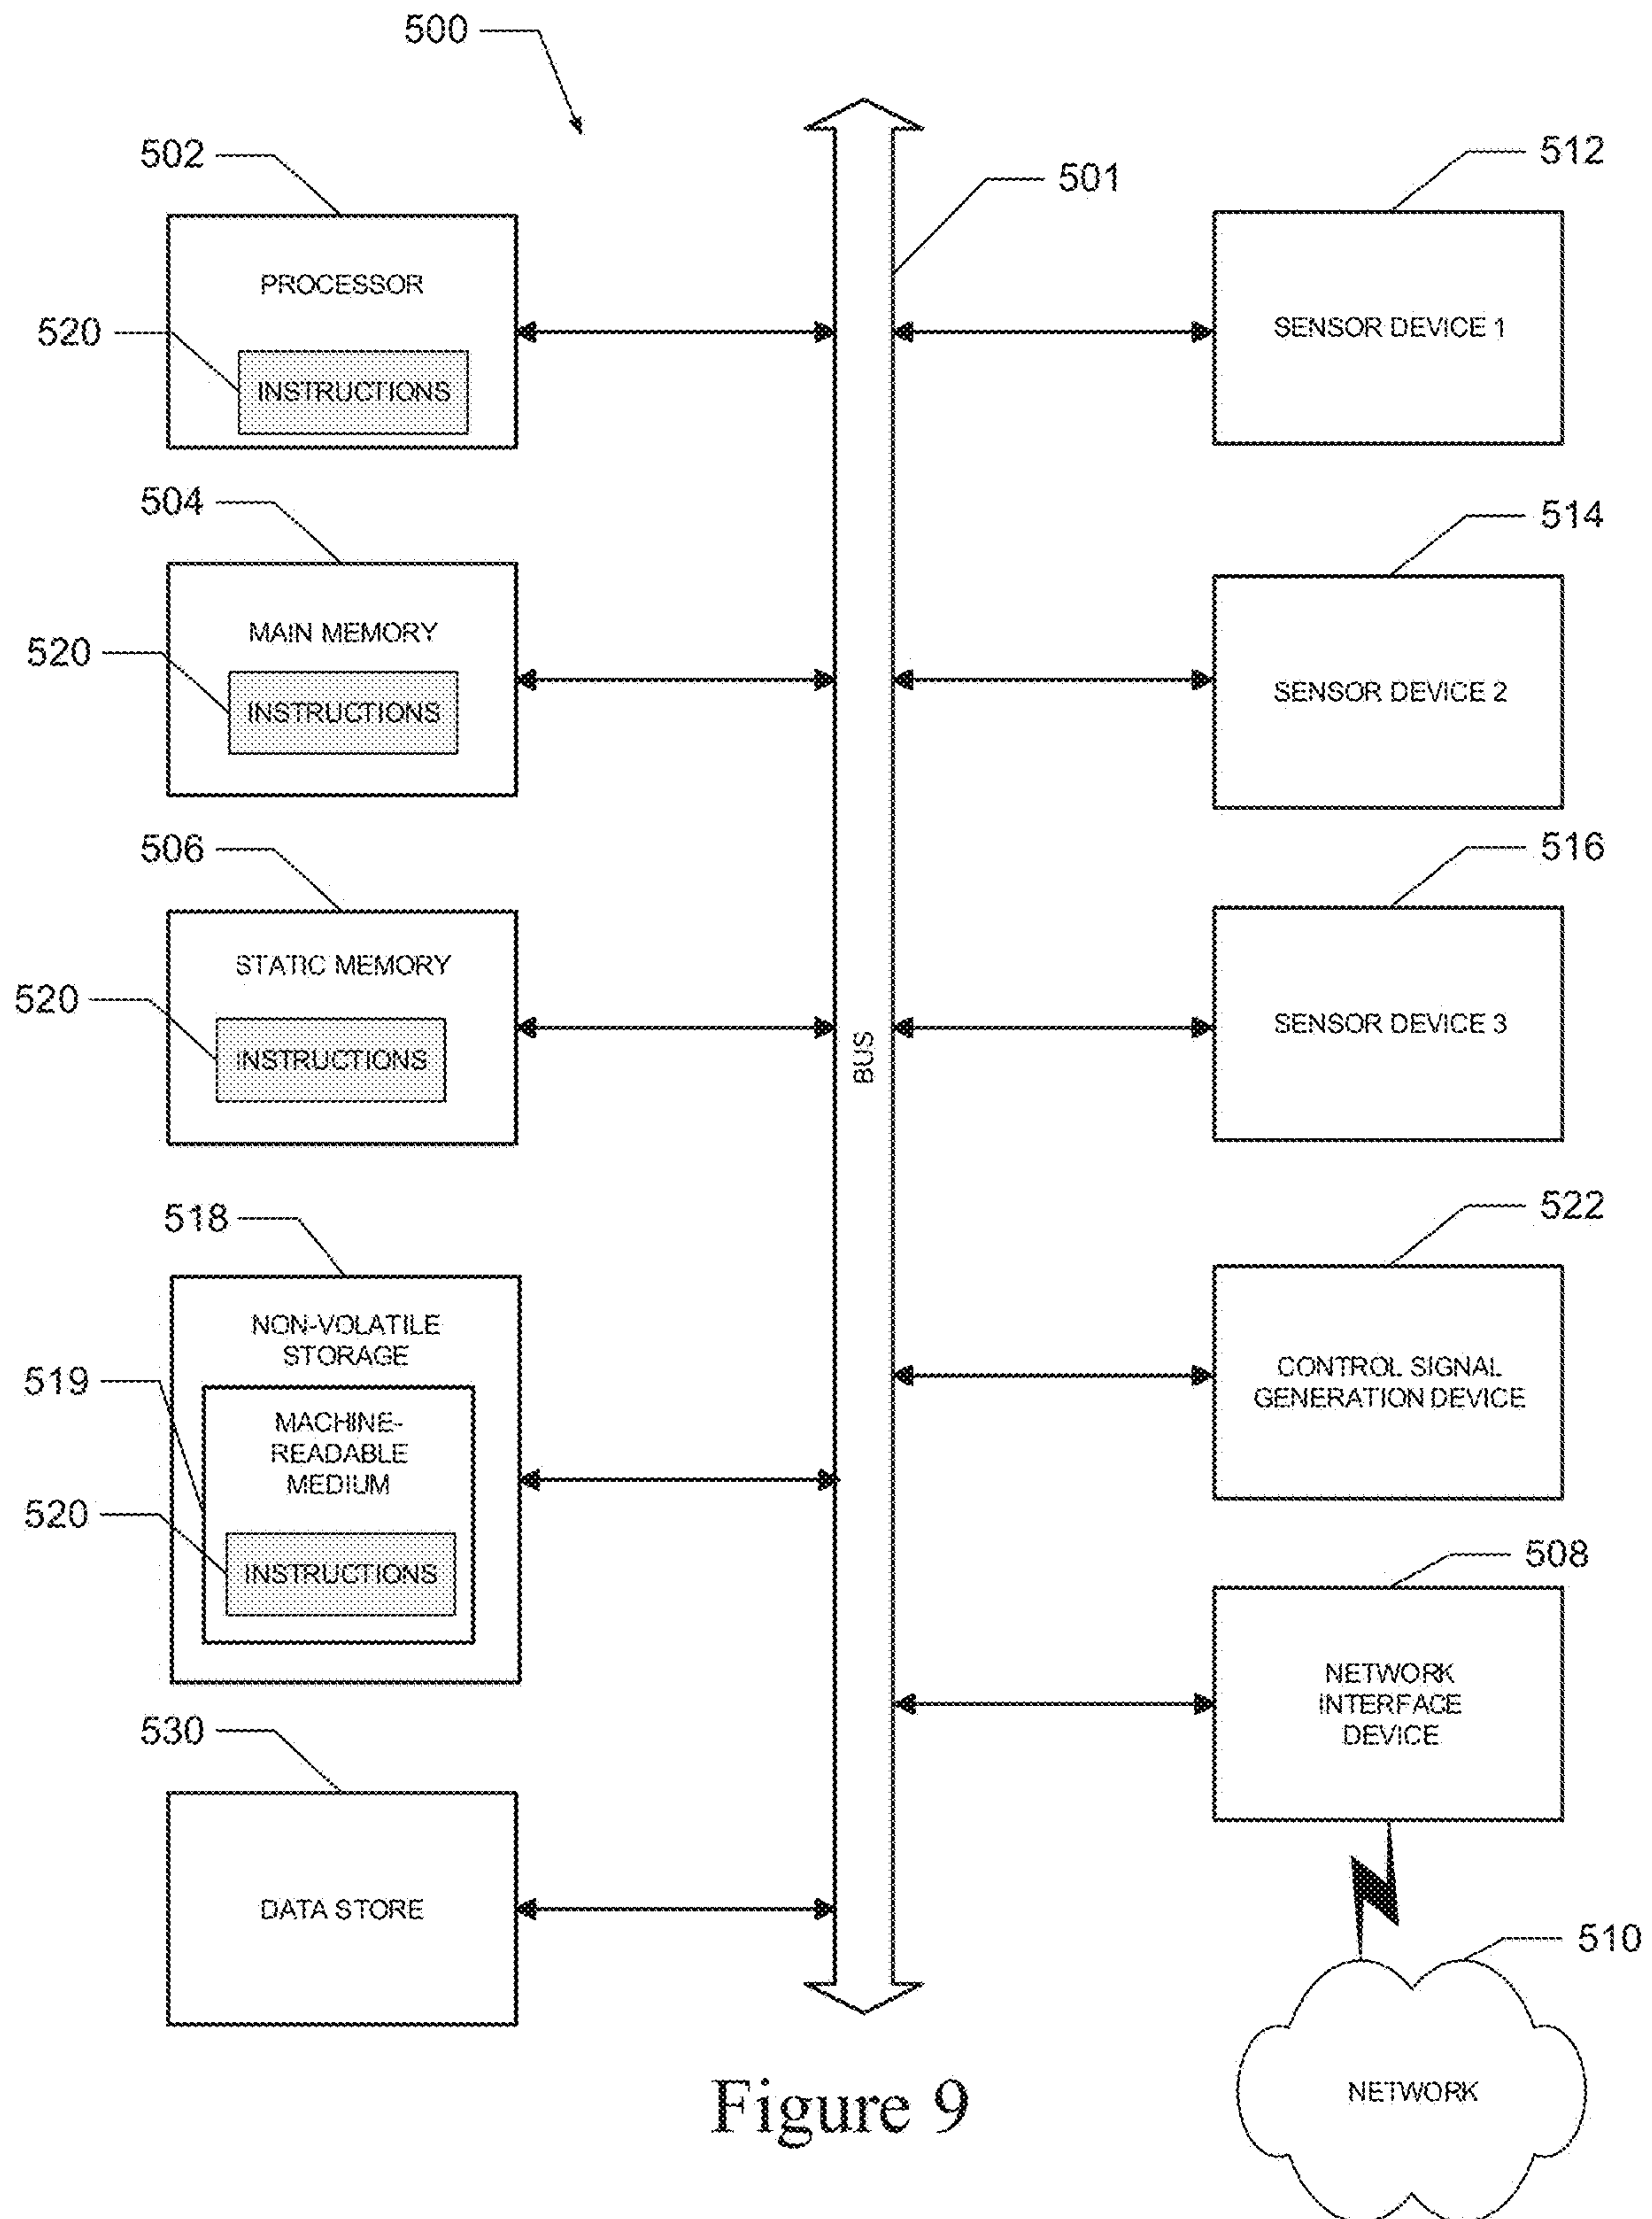 500
502
PROCESSOR
520
INSTRUCTIONS
504
MAIN MEMORY
520
INSTRUCTIONS
506
STATIC MEMORY
520
INSTRUCTIONS
518
NON-VOLATILE
STORAGE
519
MACHINE-
READABLE
MEDIUM
520
INSTRUCTIONS
530
DATA STORE
501
BUS
512
SENSOR DEVICE 1
514
SENSOR DEVICE 2
516
SENSOR DEVICE 3
522
CONTROL SIGNAL
GENERATION DEVICE
508
NETWORK
INTERFACE
DEVICE
510
NETWORK
Figure 9